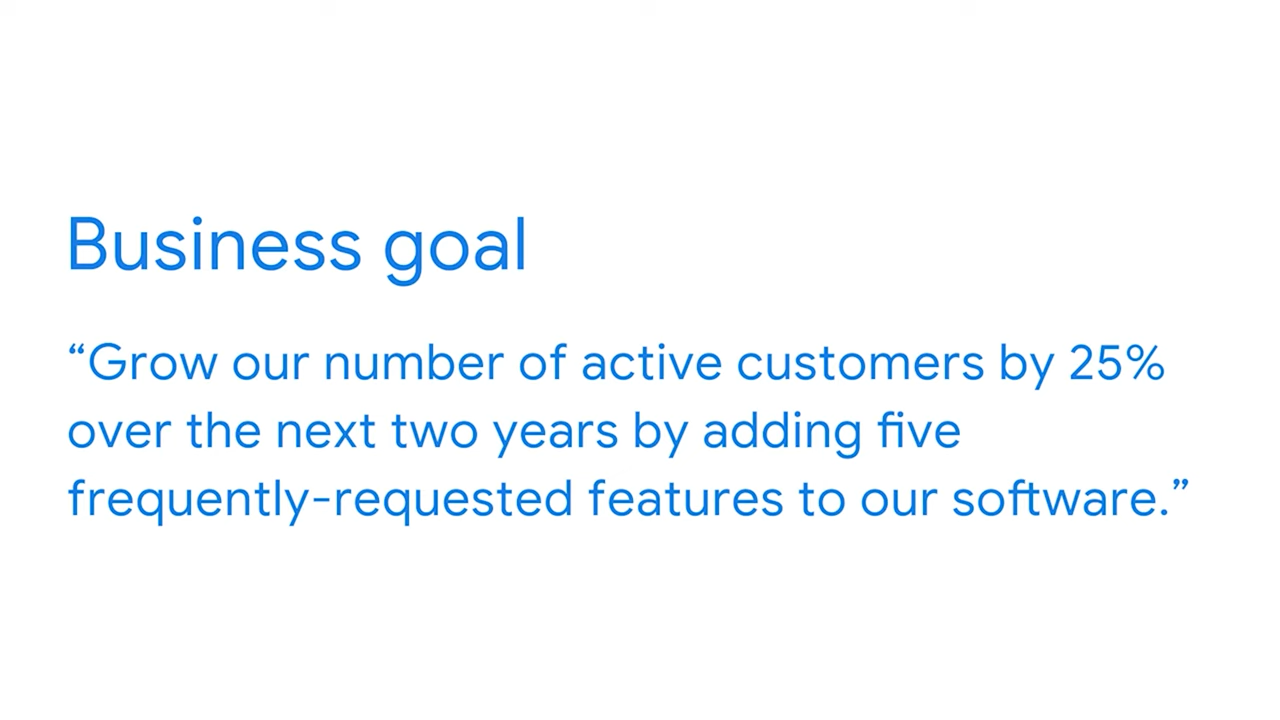 Business goal
“Grow our number of active customers by 25%
over the next two years by adding five
frequently-requested features to our software.”